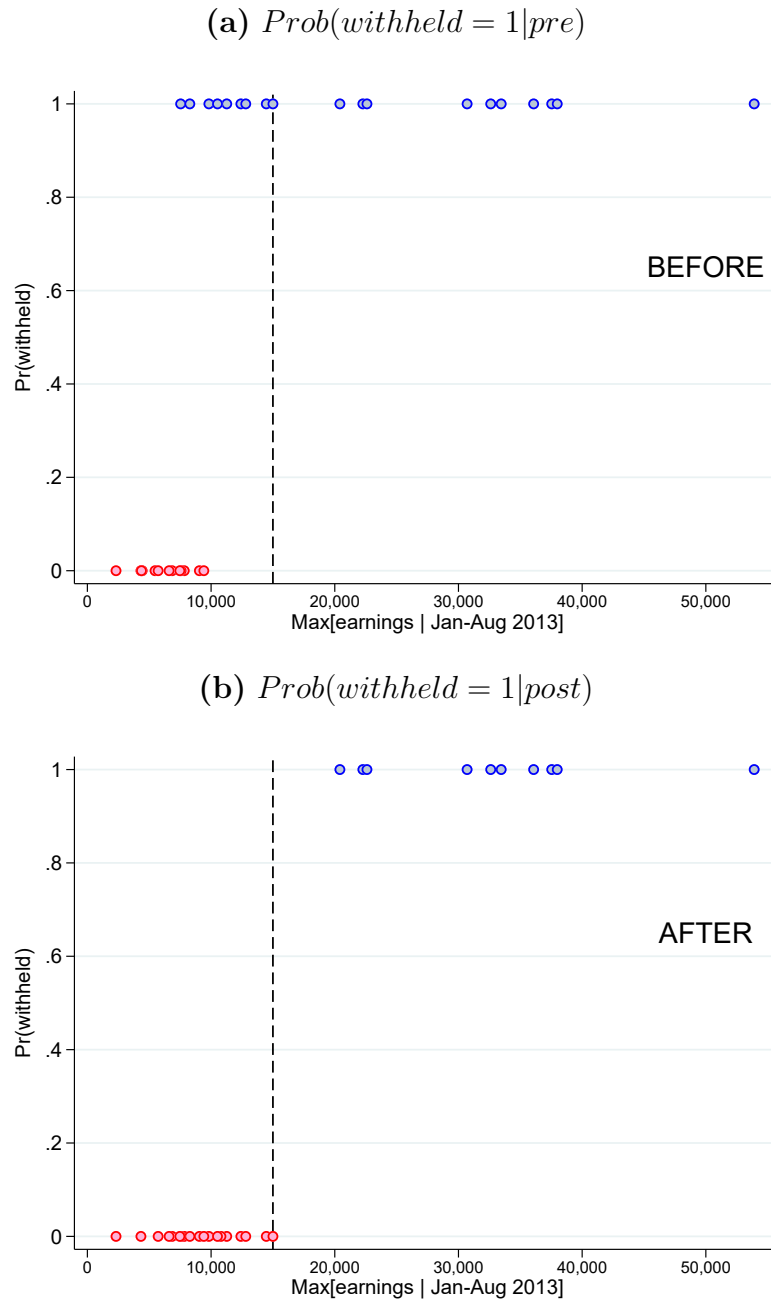 (a) Prob(withheld = 1|pre)
1
.8
.6
.4
.2
0
Pr(withheld)
BEFORE
0 10,000 20,000 30,000 40,000 50,000
Max[earnings | Jan-Aug 2013]
(b) Prob(withheld = 1|post)
1
.8
.6
.4
.2
0
Pr(withheld)
AFTER
0 10,000 20,000 30,000 40,000 50,000
Max[earnings | Jan-Aug 2013]